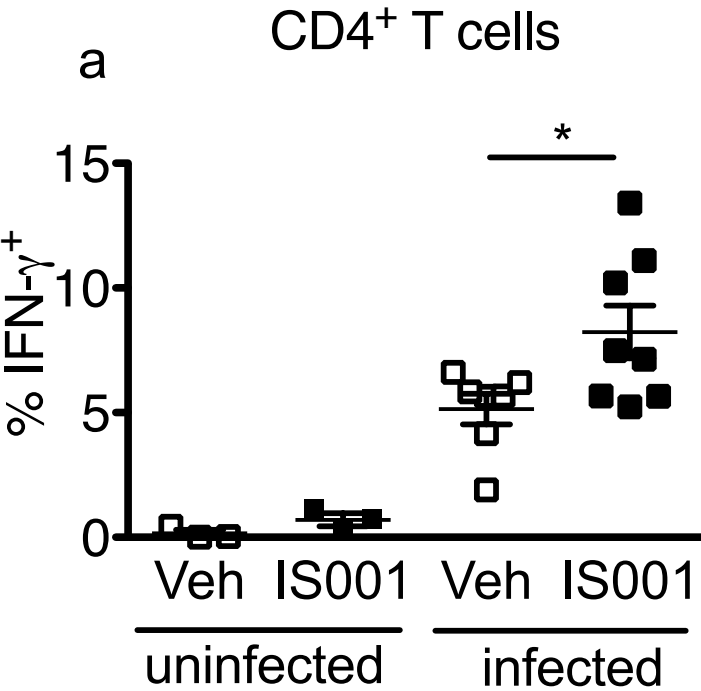 CD4⁺ T cells
a
*
15
10
5
0
% IFN-γ⁺
Veh IS001 Veh IS001
uninfected infected